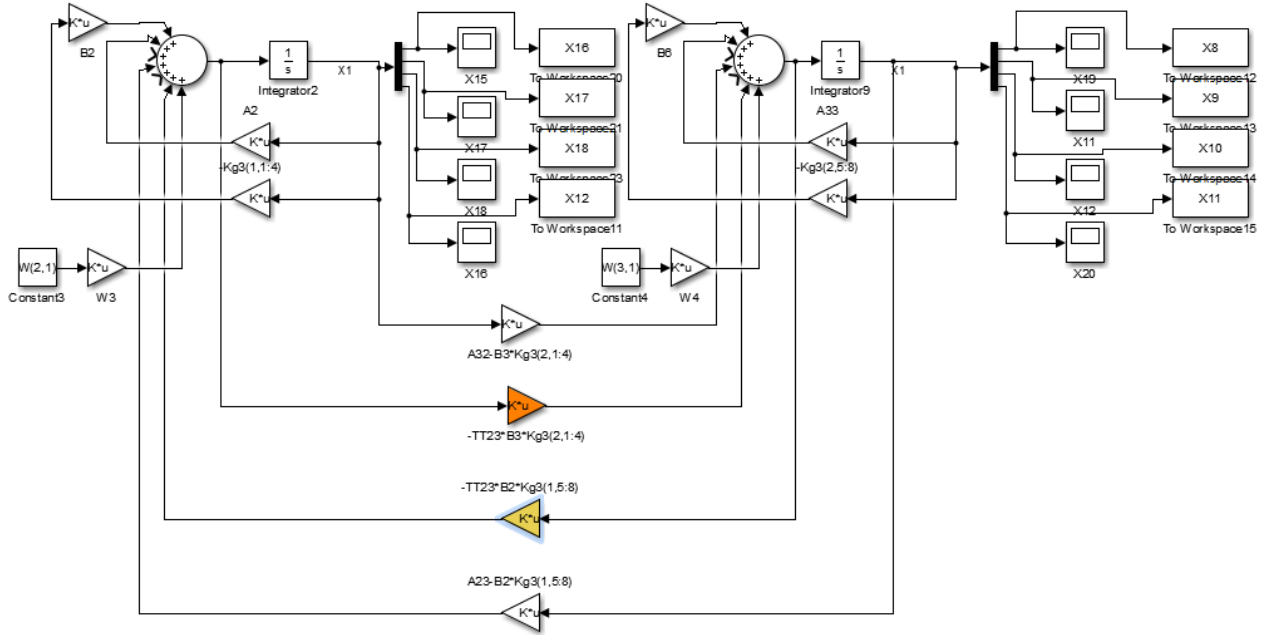 K*u
B2
1
s
Integrator2
X1
X15
X16
To Workspace20
X17
X17
To Workspace21
X18
X18
To Workspace23
X12
To Workspace11
X16
A2
K*u
-Kg3(1,1:4)
K*u
W(2,1)
Constant3
K*u
W3
K*u
B6
1
s
Integrator9
X1
X19
X8
To Workspace12
X11
X9
To Workspace13
X12
X10
To Workspace14
X20
X11
To Workspace15
A33
K*u
-Kg3(2,5:8)
K*u
W(3,1)
Constant4
K*u
W4
K*u
A32-B3*Kg3(2,1:4)
K*u
-TT23*B3*Kg3(2,1:4)
-TT23*B2*Kg3(1,5:8)
K*u
A23-B2*Kg3(1,5:8)
K*u